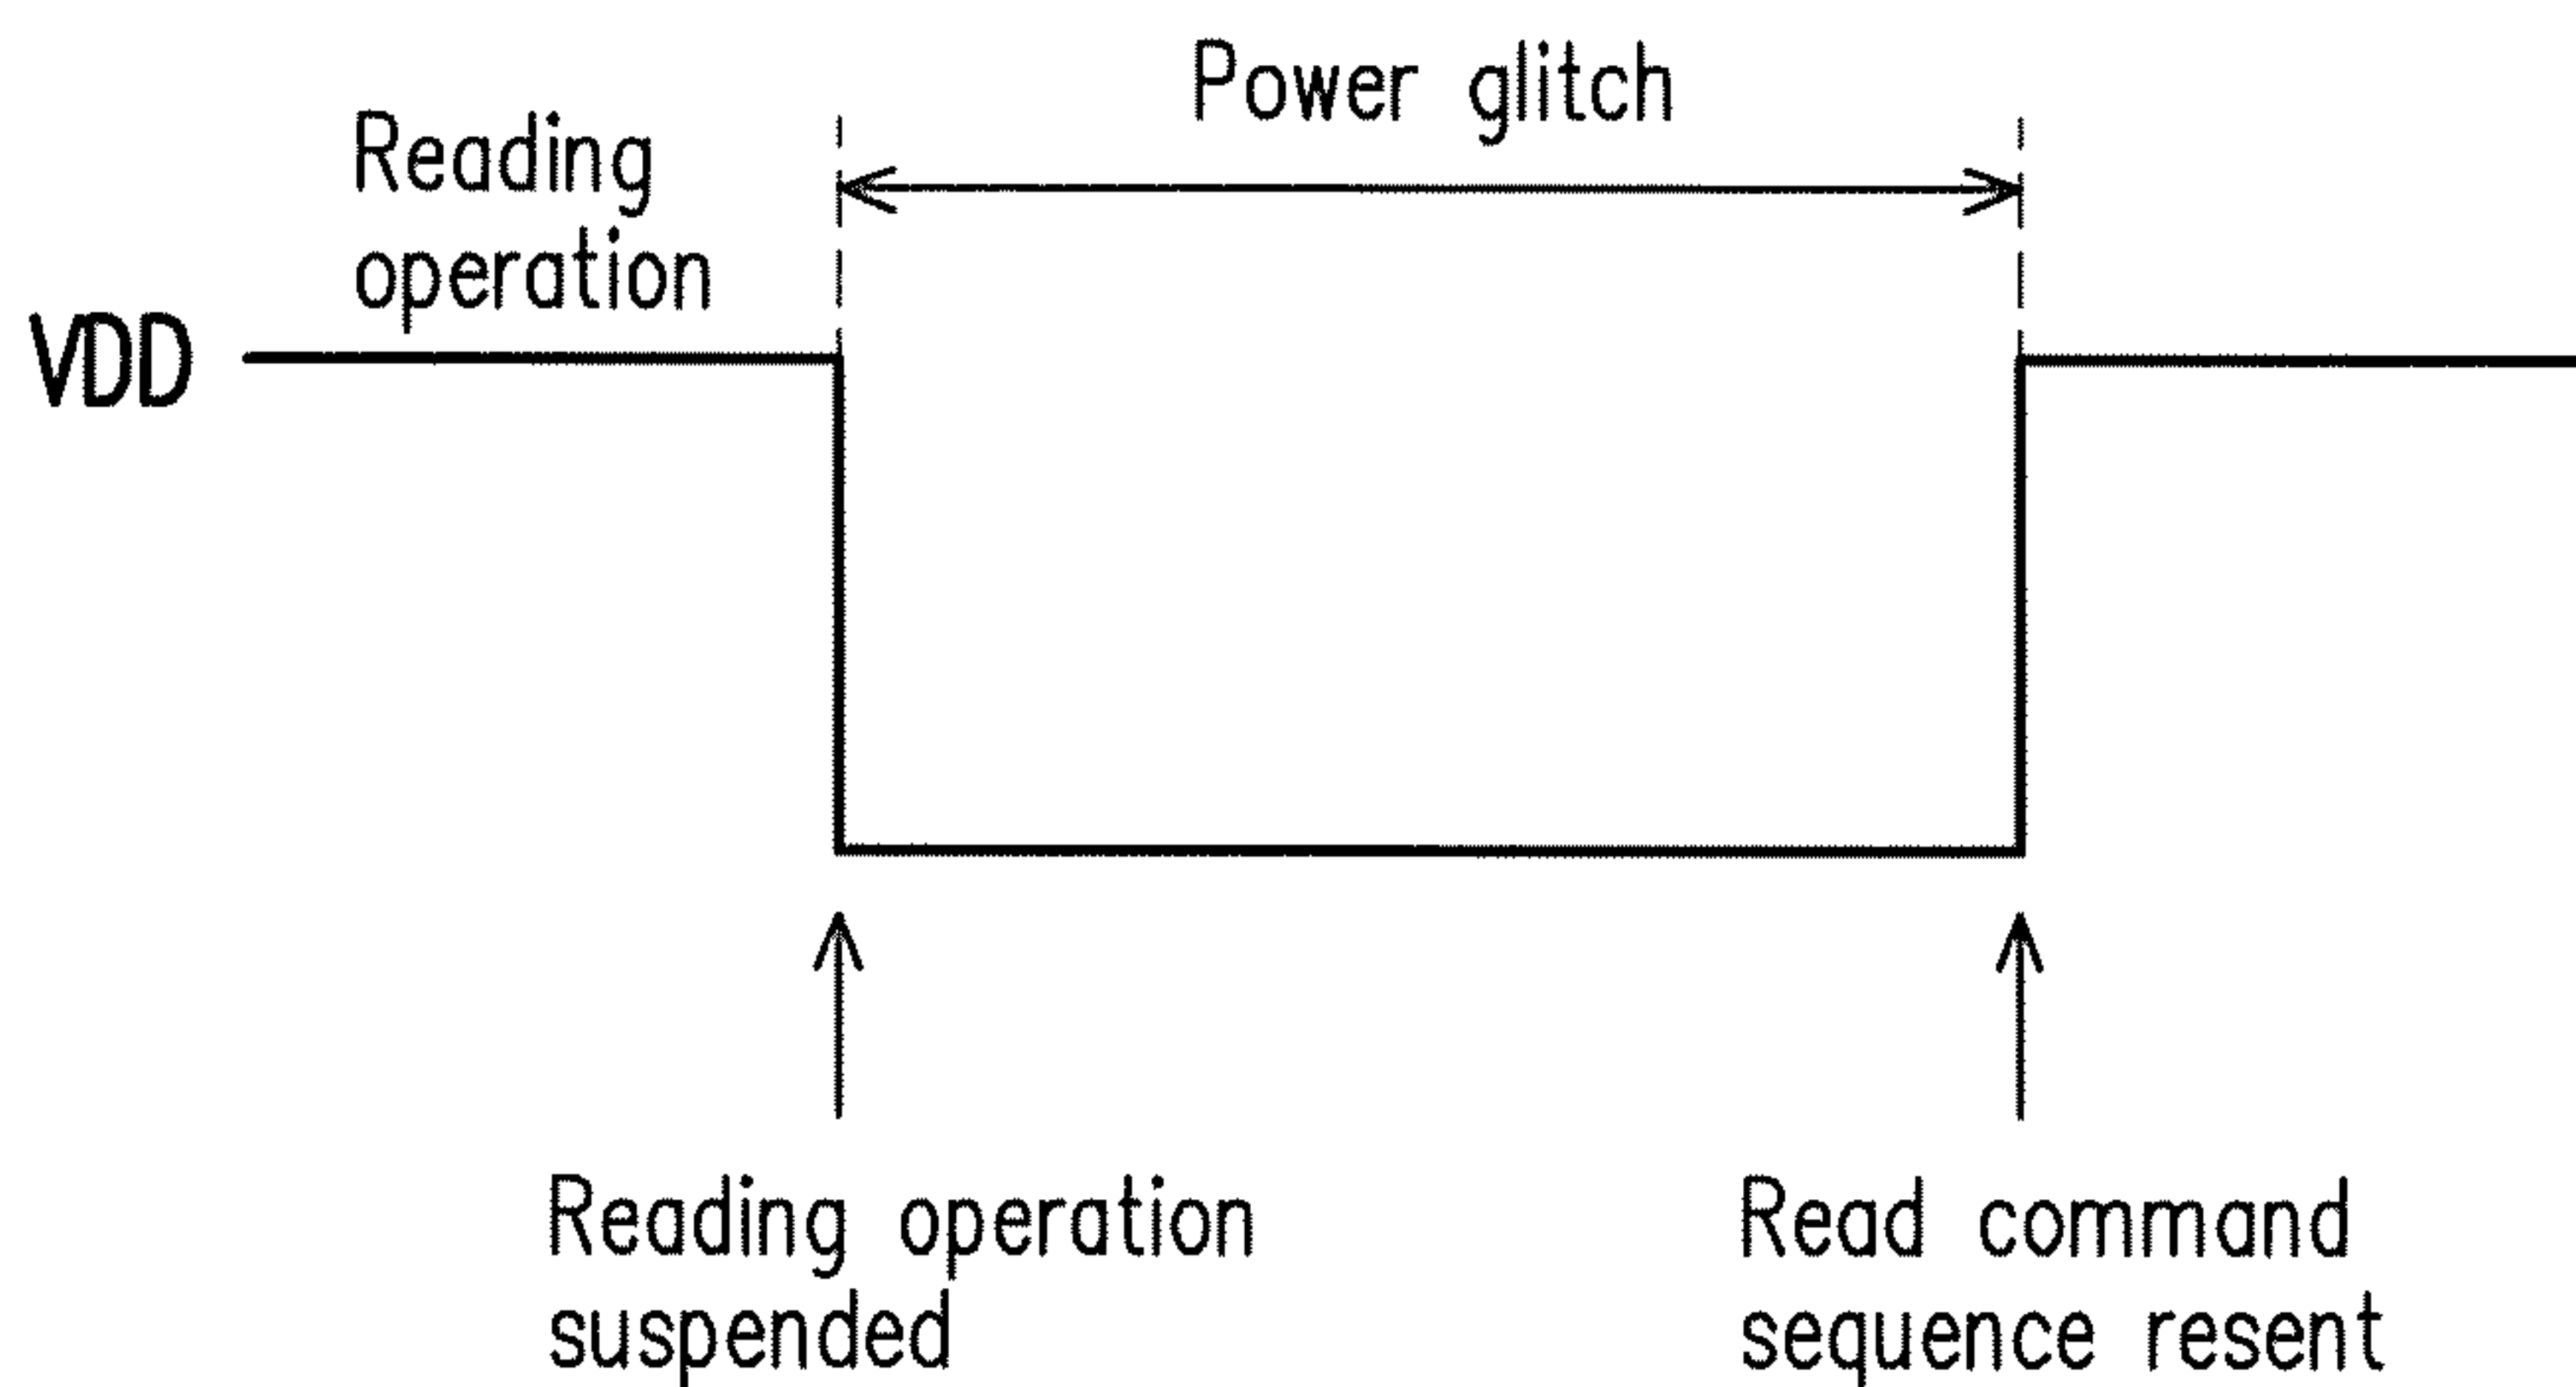 Power glitch
Reading
operation
VDD
Reading operation
suspended
Read command
sequence resent